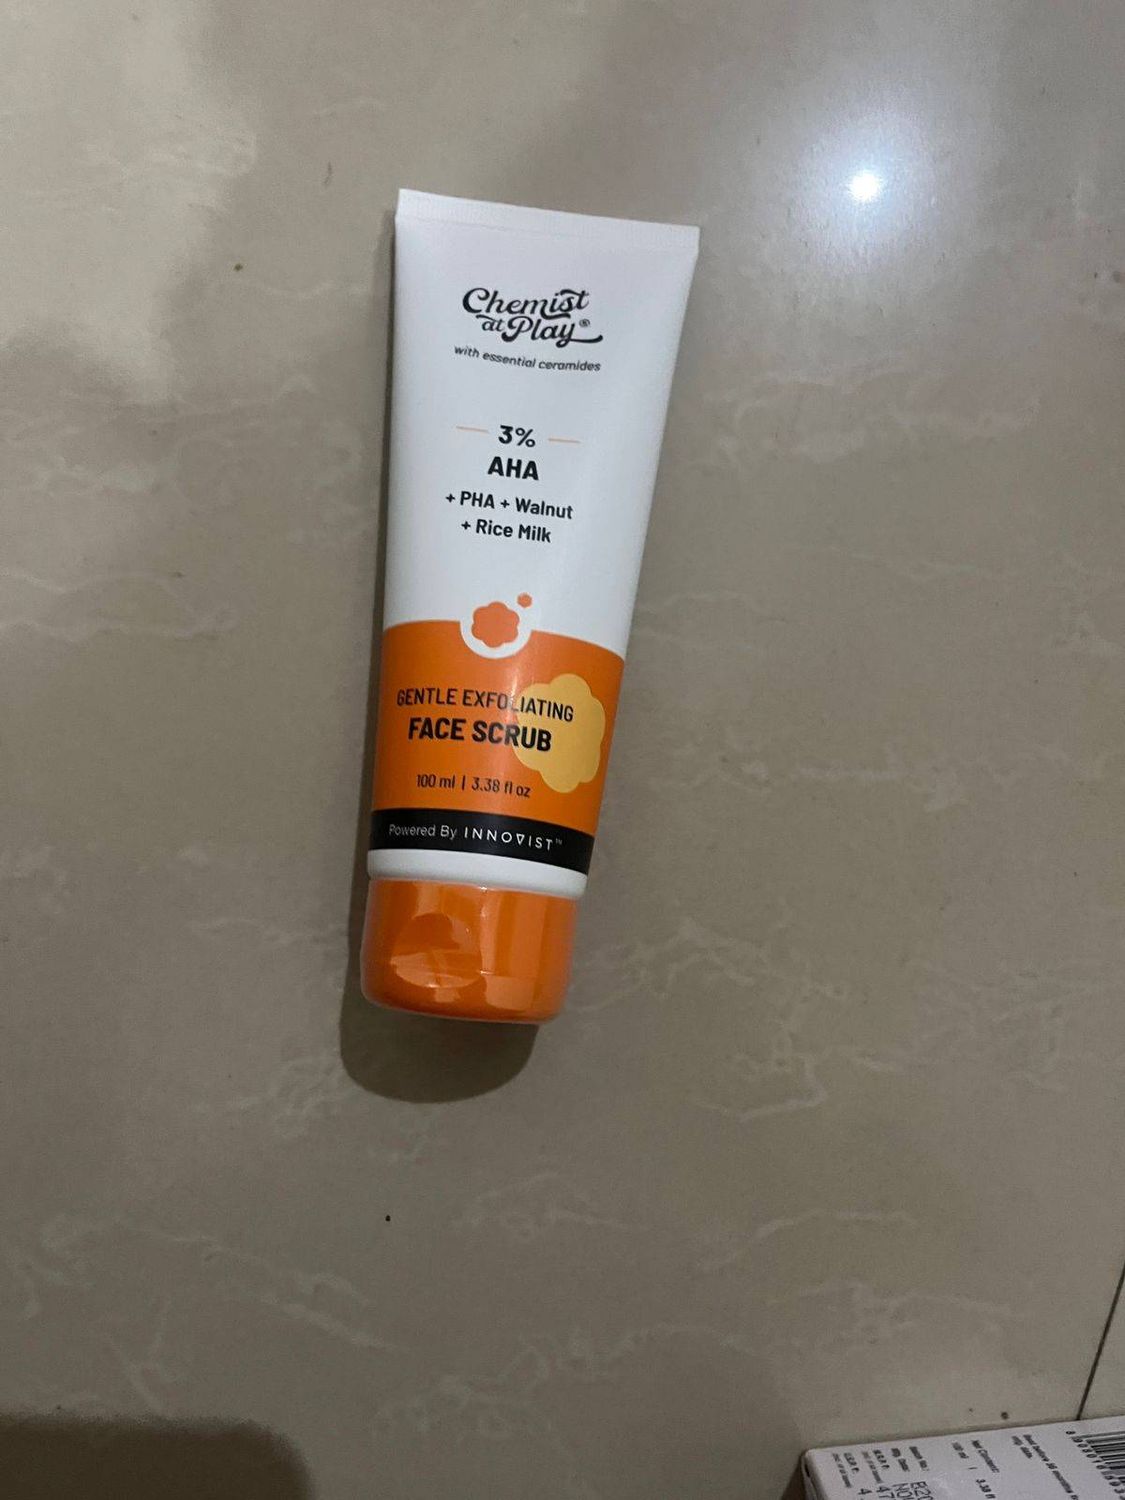 Chemist
at Play®
with essential ceramides
3%
AHA
+ PHA + Walnut
+ Rice Milk
GENTLE EXFOLIATING
FACE SCRUB
100 ml | 3.38 fl oz
Powered By INNOVIST™